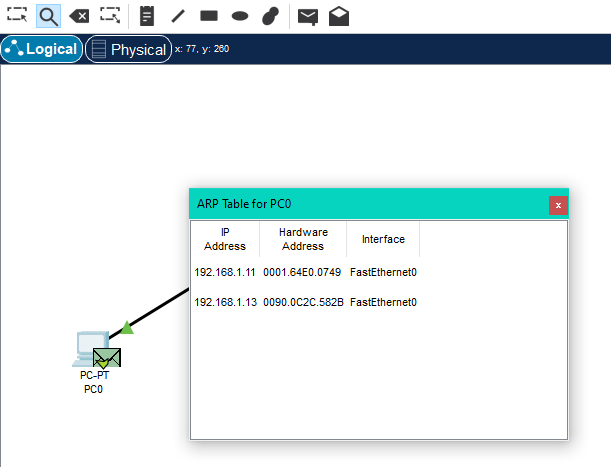 Logical Physical x: 77, y: 260
ARP Table for PC0 x
IP Address Hardware Address Interface
192.168.1.11 0001.64E0.0749 FastEthernet0
192.168.1.13 0090.0C2C.582B FastEthernet0
PC-PT
PC0